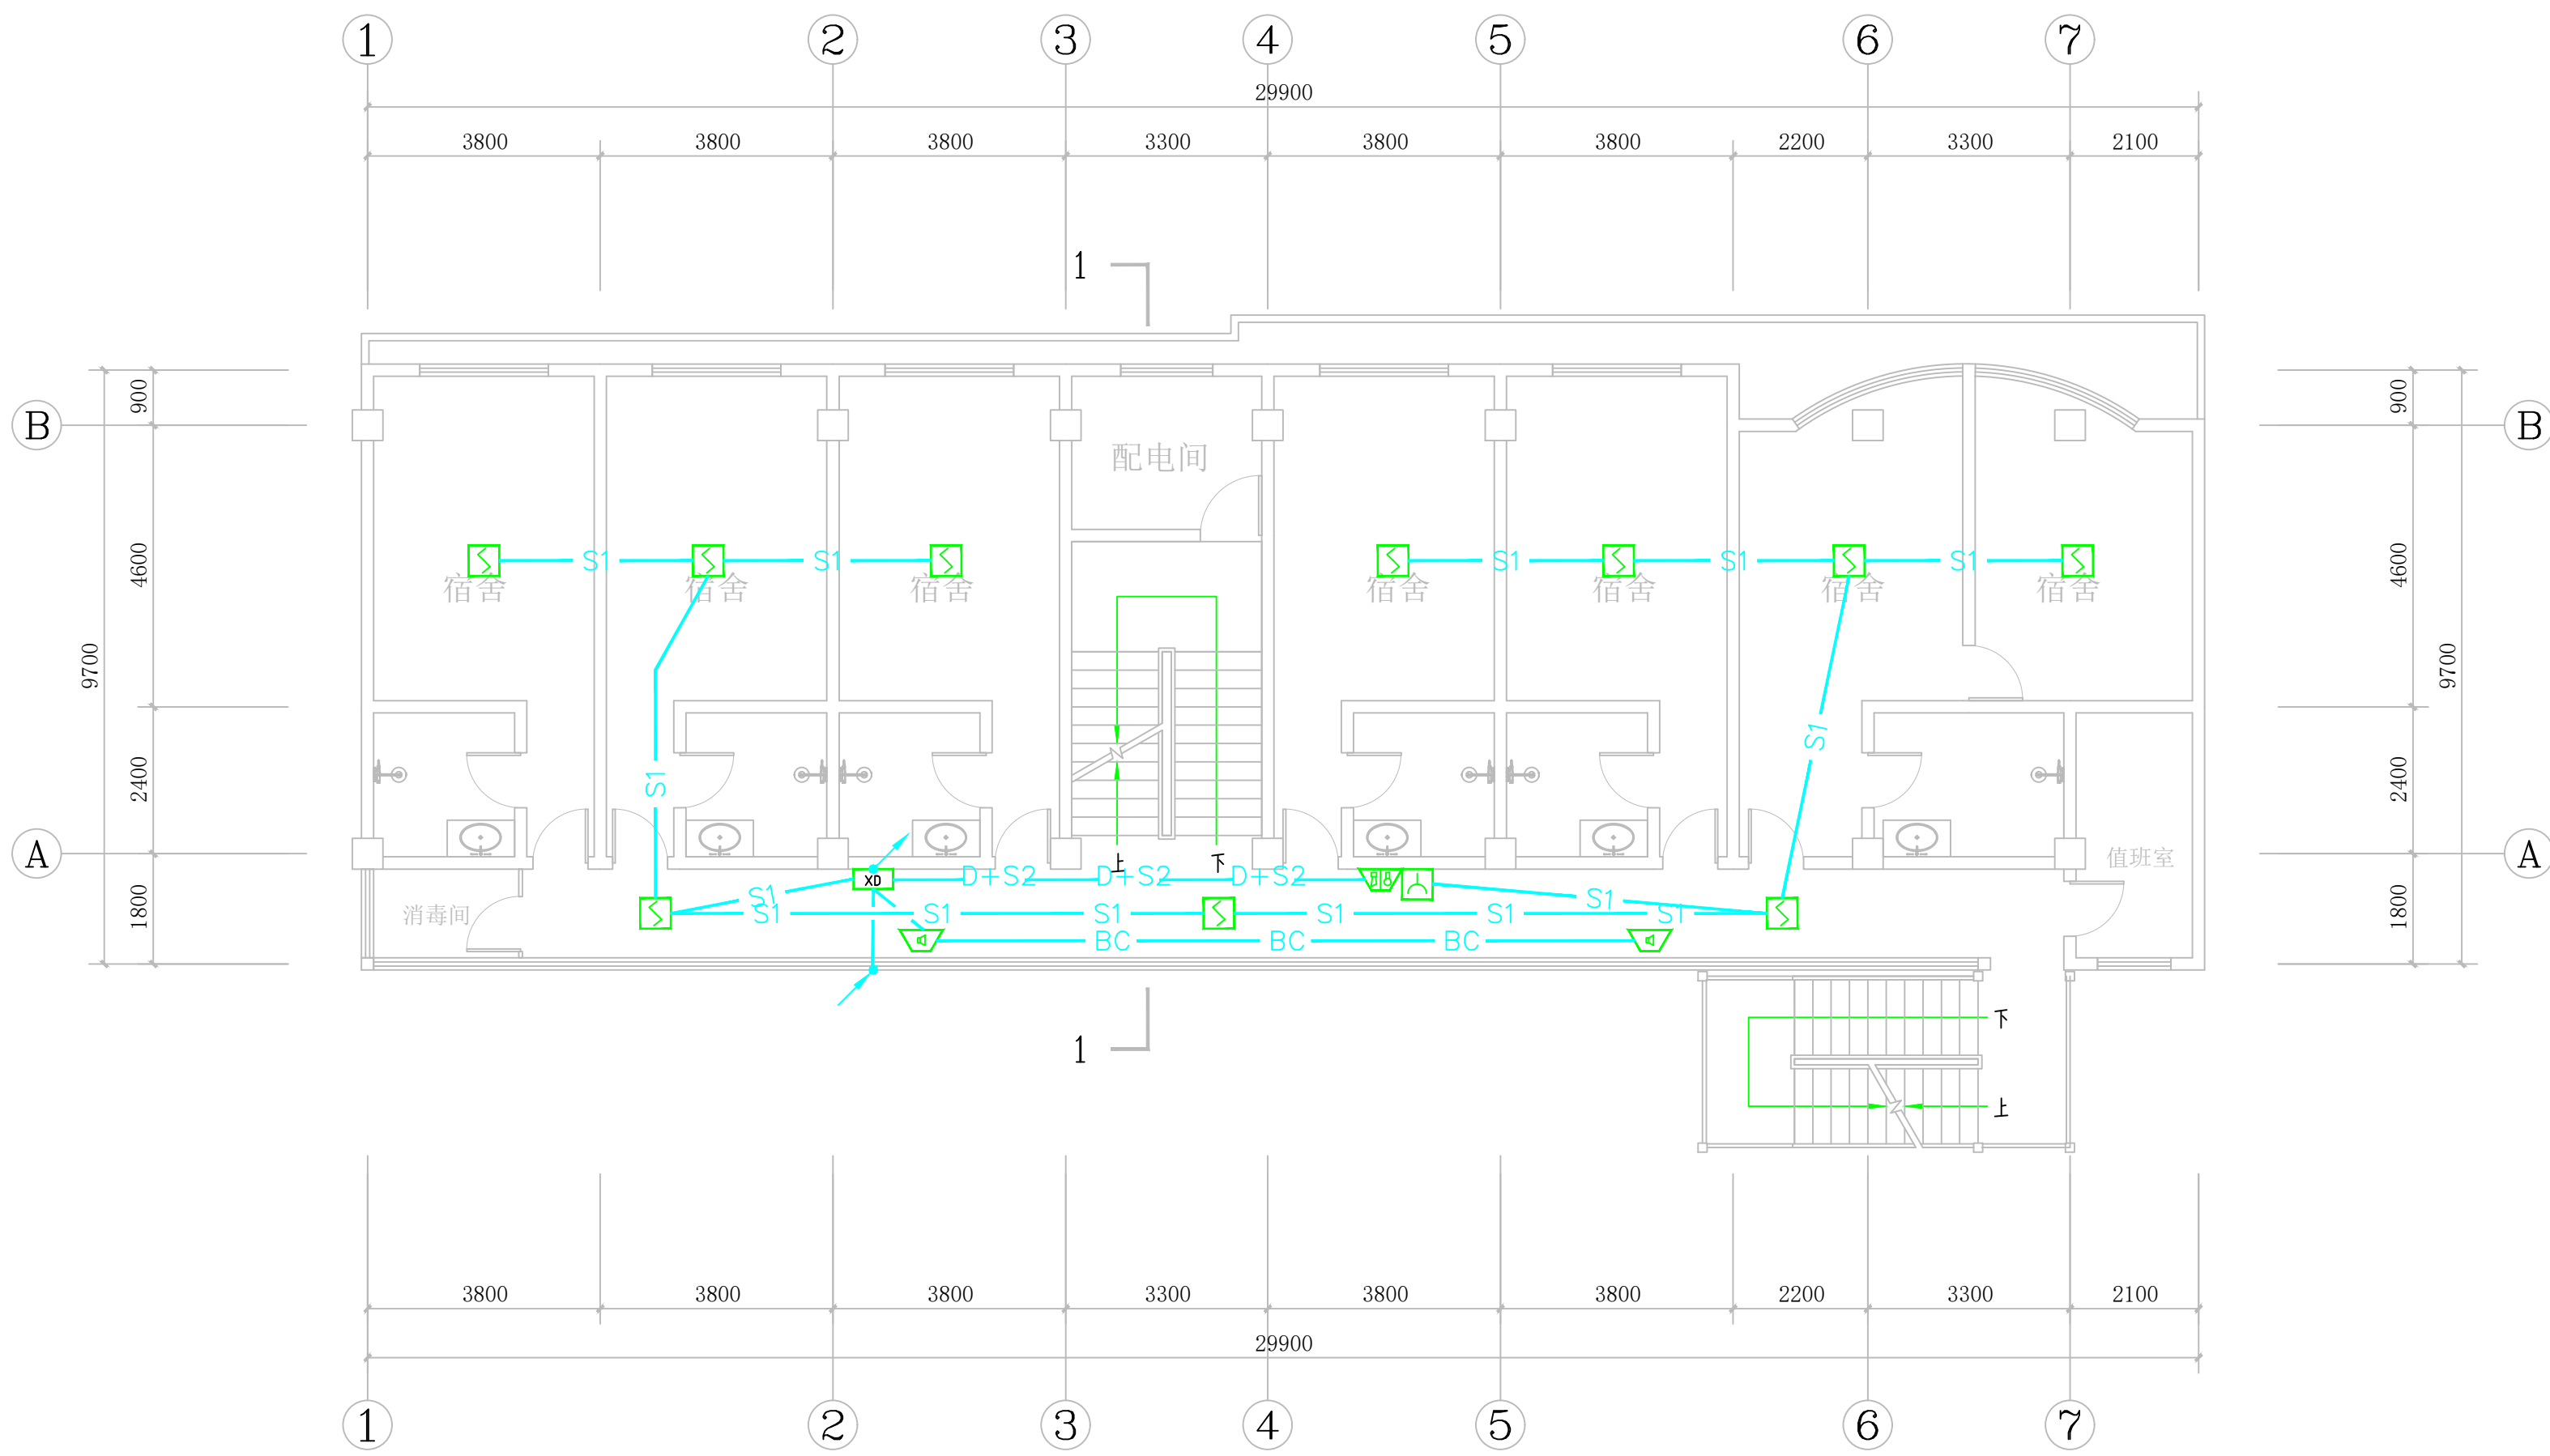 1 2 3 4 5 6 7
29900
3800 3800 3800 3300 3800 3800 2200 3300 2100
1
900 900
B B
配电间
4600 S1 S1 S1 S1 S1 4600
宿舍 宿舍 宿舍 宿舍 宿舍 宿舍 宿舍
9700 9700
S1
2400 S1 2400
A 上 下 值班室 A
XD D+S2 D+S2 D+S2
S1 S1
1800 消毒间 S1 S1 S1 S1 S1 S1 1800
BC BC BC
下
1
上
3800 3800 3800 3300 3800 3800 2200 3300 2100
29900
1 2 3 4 5 6 7